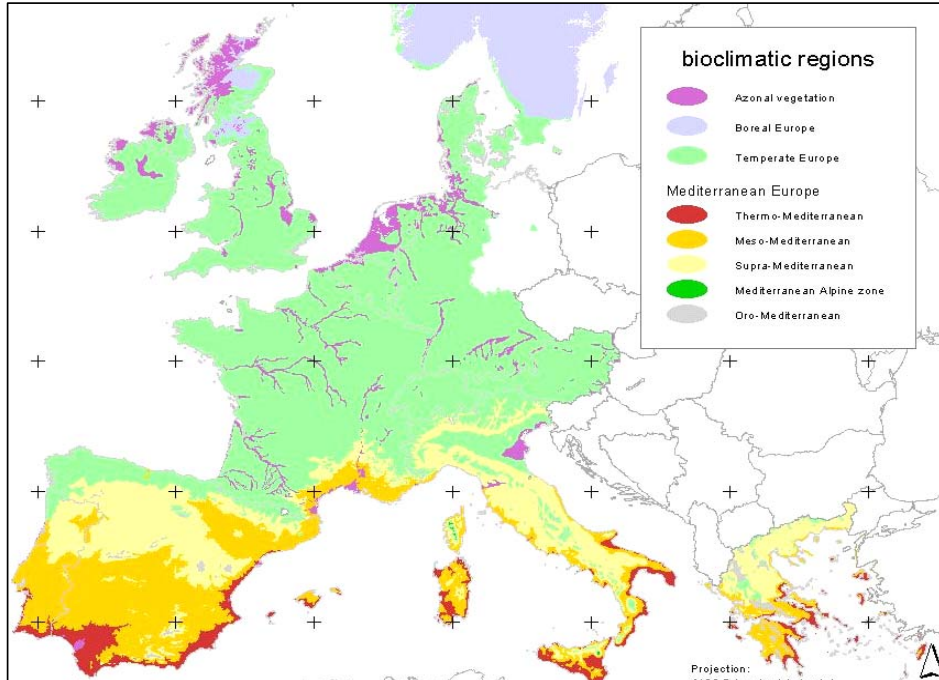 bioclimatic regions
Azonal vegetation
Boreal Europe
Temperate Europe
Mediterranean Europe
Thermo-Mediterranean
Meso-Mediterranean
Supra-Mediterranean
Mediterranean Alpine zone
Oro-Mediterranean
Projection: